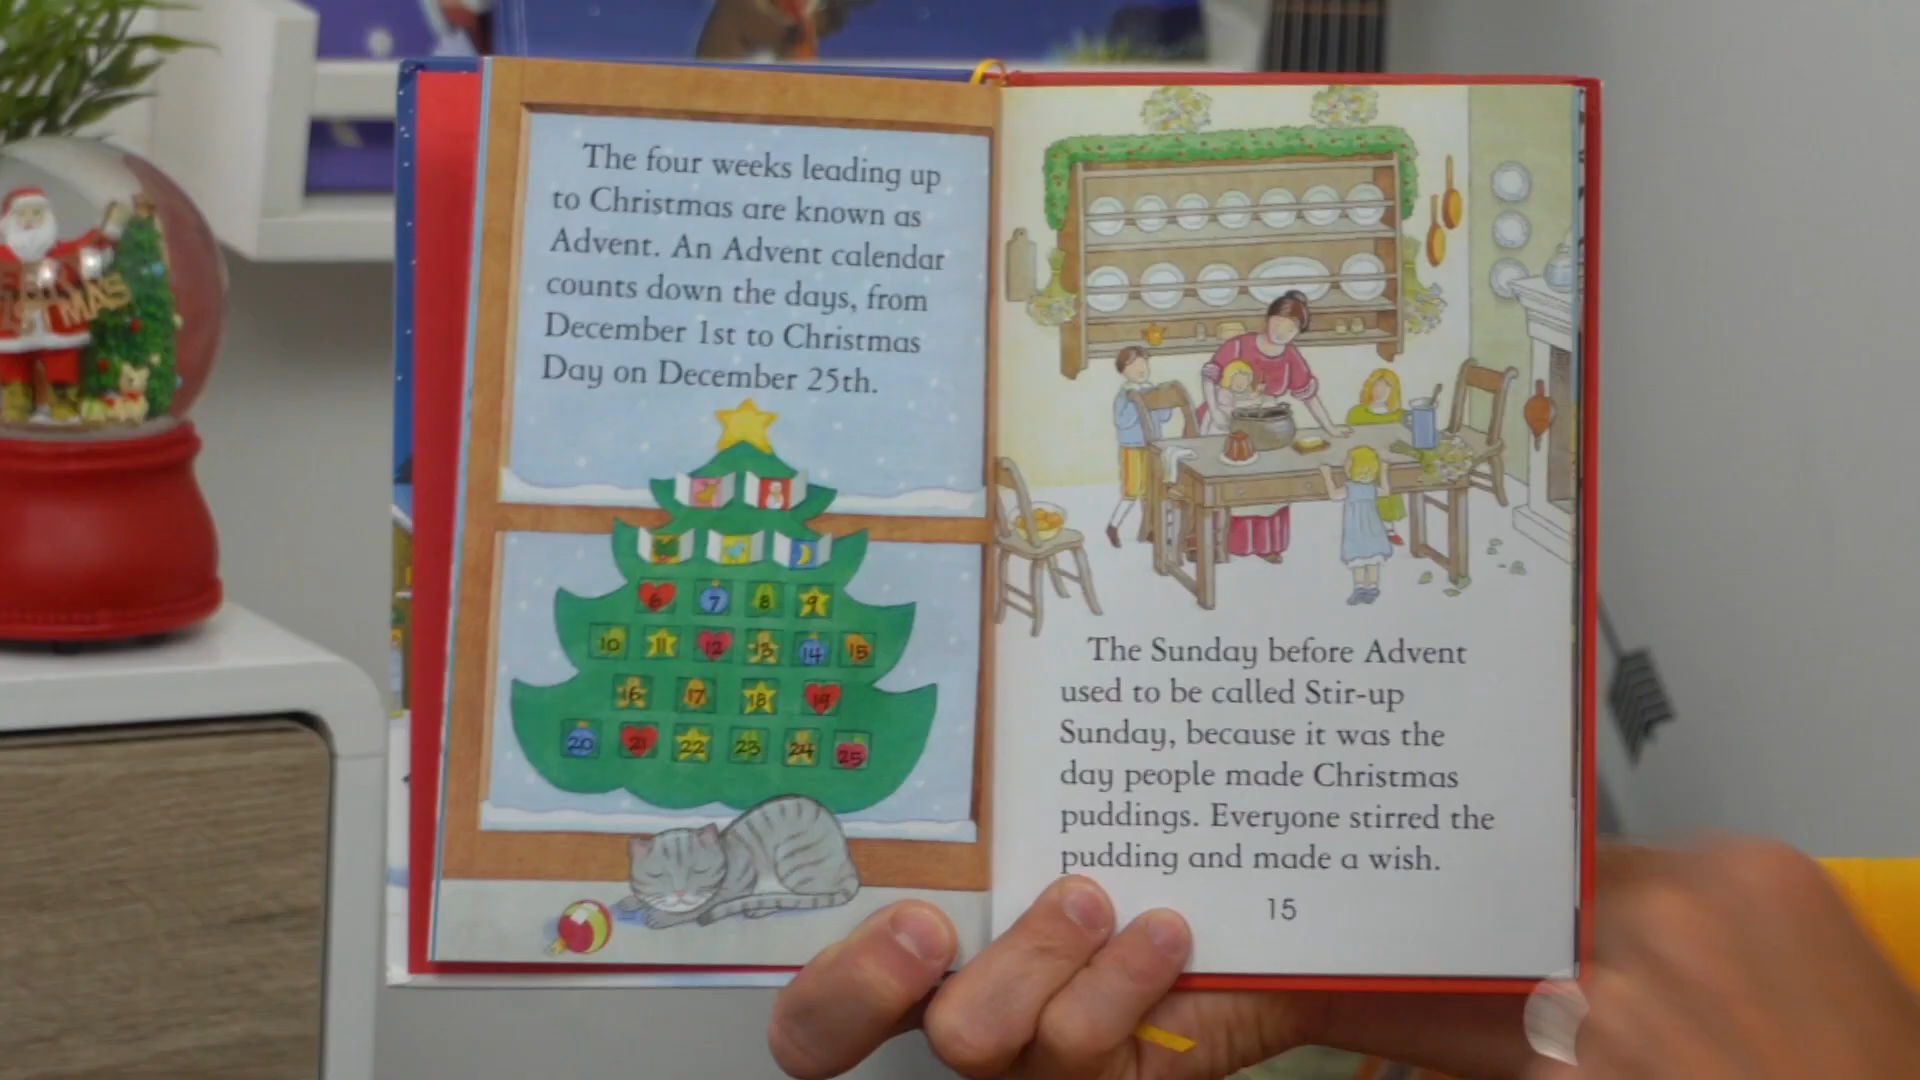 The four weeks leading up
to Christmas are known as
Advent. An Advent calendar
counts down the days, from
December 1st to Christmas
Day on December 25th.
6 7 8 9
10 11 12 13 14 15
16 17 18 19
20 21 22 23 24 25
The Sunday before Advent
used to be called Stir-up
Sunday, because it was the
day people made Christmas
puddings. Everyone stirred the
pudding and made a wish.
15